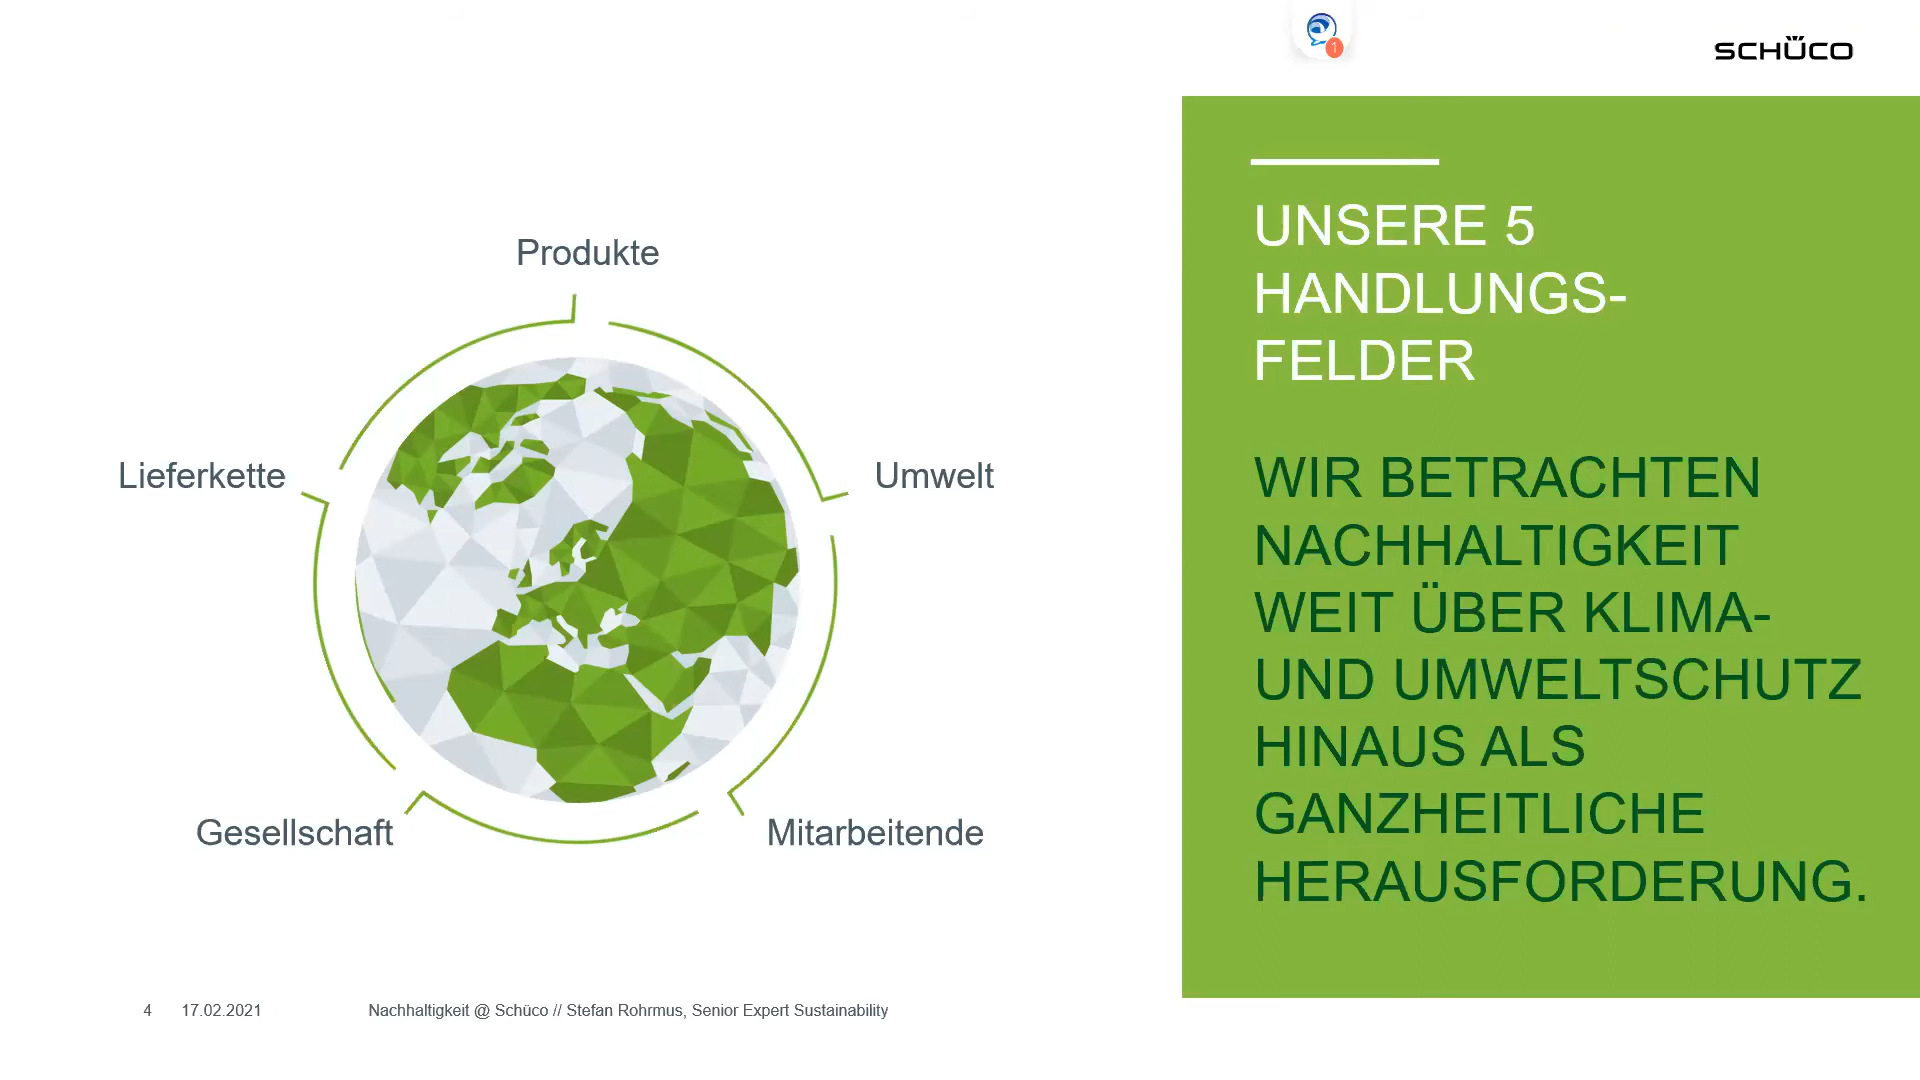 1
SCHÜCO
UNSERE 5
HANDLUNGS-
FELDER
WIR BETRACHTEN
NACHHALTIGKEIT
WEIT ÜBER KLIMA-
UND UMWELTSCHUTZ
HINAUS ALS
GANZHEITLICHE
HERAUSFORDERUNG.
Produkte
Lieferkette
Umwelt
Gesellschaft
Mitarbeitende
4 17.02.2021 Nachhaltigkeit @ Schüco // Stefan Rohrmus, Senior Expert Sustainability